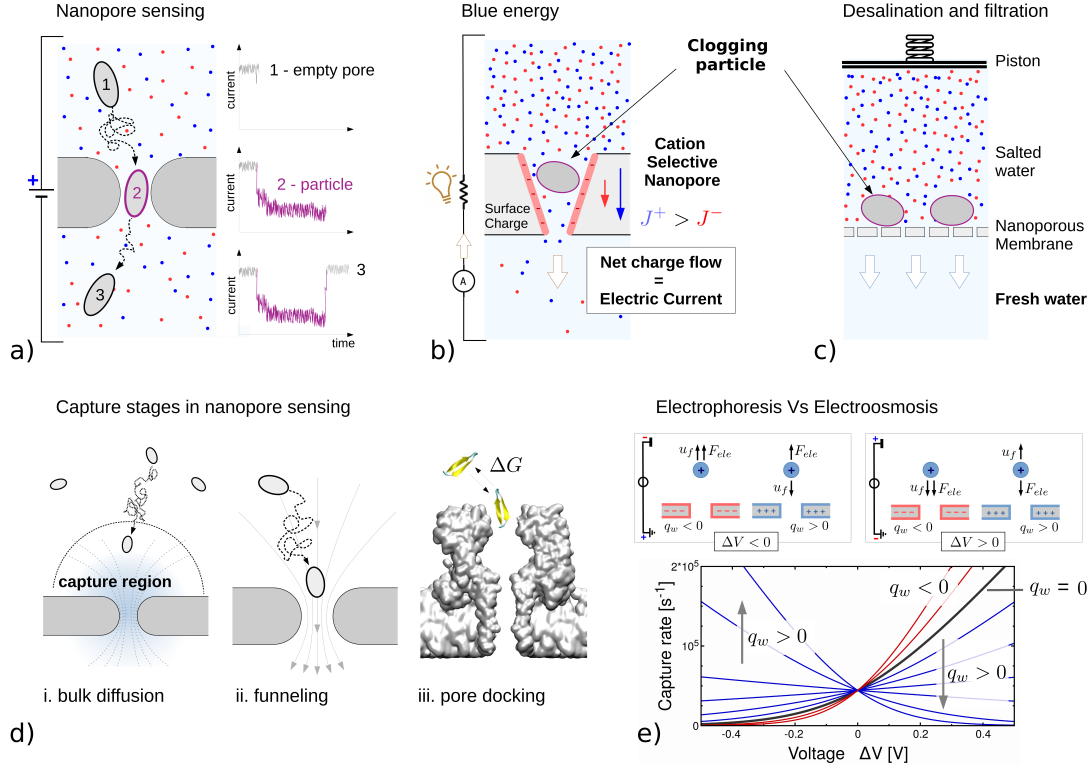 Nanopore sensing
1
2
3
+
current
1 - empty pore
current
2 - particle
current
3
time
a)
Blue energy
Clogging
particle
Cation
Selective
Nanopore
Surface
Charge
J⁺ > J⁻
A
Net charge flow
=
Electric Current
b)
Desalination and filtration
Piston
Salted
water
Nanoporous
Membrane
Fresh water
c)
Capture stages in nanopore sensing
capture region
ΔG
i. bulk diffusion
ii. funneling
iii. pore docking
d)
Electrophoresis Vs Electroosmosis
-
u_f F_ele
+
F_ele
+
u_f
- - -
- - -
+++
+++
q_w < 0
q_w > 0
+
ΔV < 0
+
u_f
+
+
u_f F_ele
F_ele
- - -
- - -
+++
+++
q_w < 0
q_w > 0
-
ΔV > 0
2*10⁵
10⁵
0
Capture rate [s⁻¹]
q_w < 0
q_w = 0
q_w > 0
q_w > 0
-0.4
-0.2
0
0.2
0.4
Voltage ΔV [V]
e)